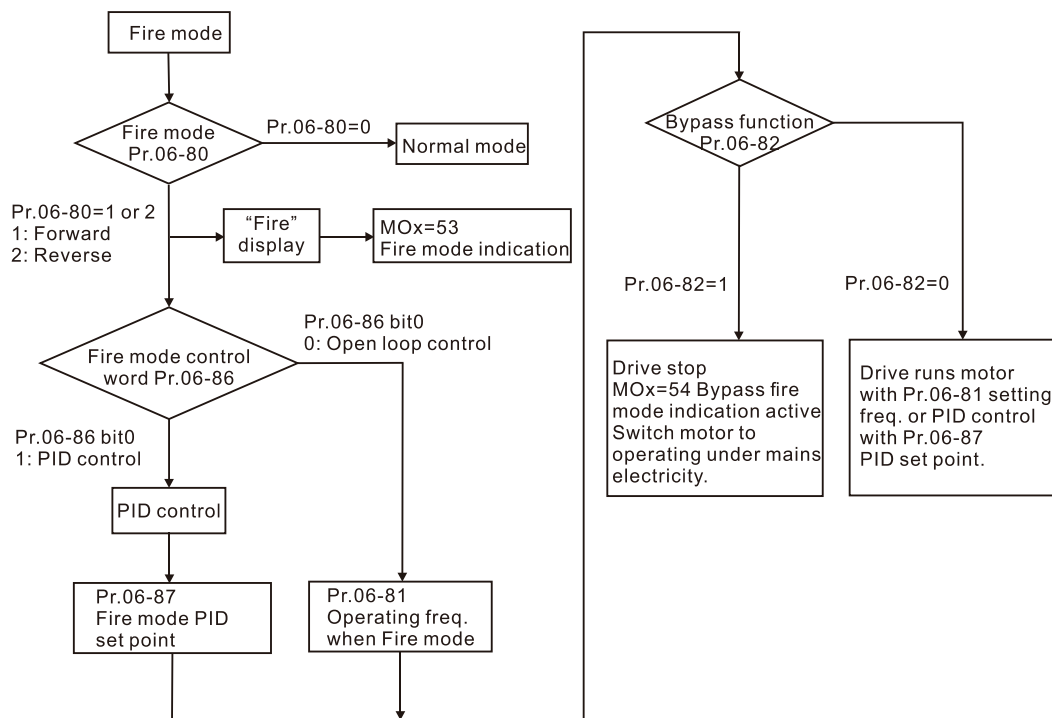 Fire mode
Fire mode
Pr.06-80
Pr.06-80=0
Normal mode
Pr.06-80=1 or 2
1: Forward
2: Reverse
“Fire”
display
MOx=53
Fire mode indication
Fire mode control
word Pr.06-86
Pr.06-86 bit0
0: Open loop control
Pr.06-86 bit0
1: PID control
PID control
Pr.06-87
Fire mode PID
set point
Pr.06-81
Operating freq.
when Fire mode
Bypass function
Pr.06-82
Pr.06-82=1
Pr.06-82=0
Drive stop
MOx=54 Bypass fire
mode indication active
Switch motor to
operating under mains
electricity.
Drive runs motor
with Pr.06-81 setting
freq. or PID control
with Pr.06-87
PID set point.